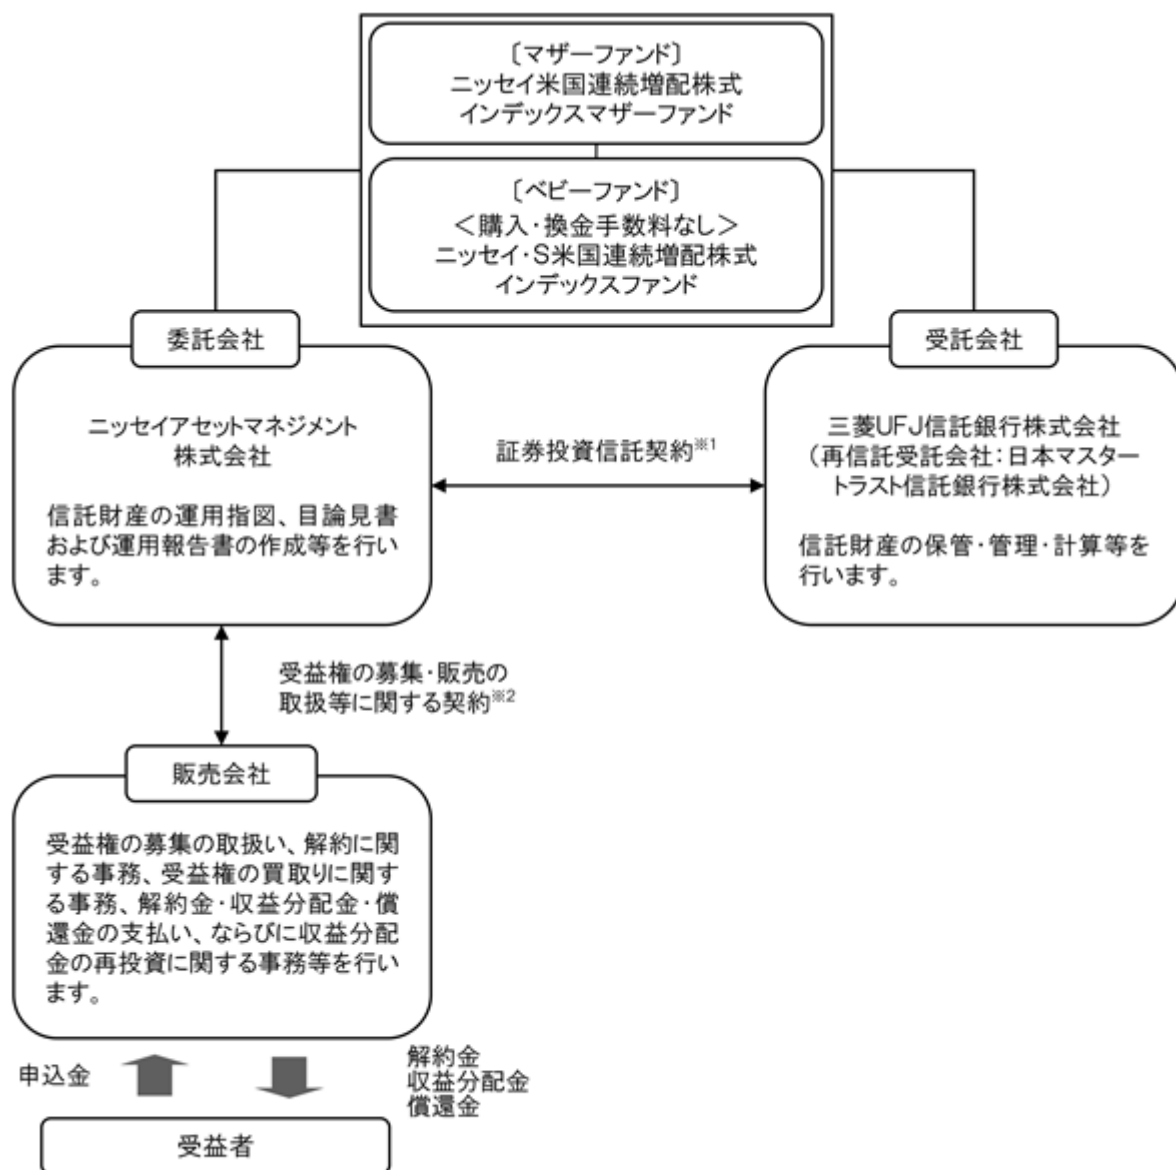 〔マザーファンド〕
ニッセイ米国連続増配株式
インデックスマザーファンド
〔ベビーファンド〕
＜購入・換金手数料なし＞
ニッセイ・S米国連続増配株式
インデックスファンド
委託会社
ニッセイアセットマネジメント
株式会社
信託財産の運用指図、目論見書
および運用報告書の作成等を行い
ます。
証券投資信託契約※1
受託会社
三菱UFJ信託銀行株式会社
（再信託受託会社：日本マスター
トラスト信託銀行株式会社）
信託財産の保管・管理・計算等を
行います。
受益権の募集・販売の
取扱等に関する契約※2
販売会社
受益権の募集の取扱い、解約に関
する事務、受益権の買取りに関す
る事務、解約金・収益分配金・償
還金の支払い、ならびに収益分配
金の再投資に関する事務等を行い
ます。
申込金
解約金
収益分配金
償還金
受益者